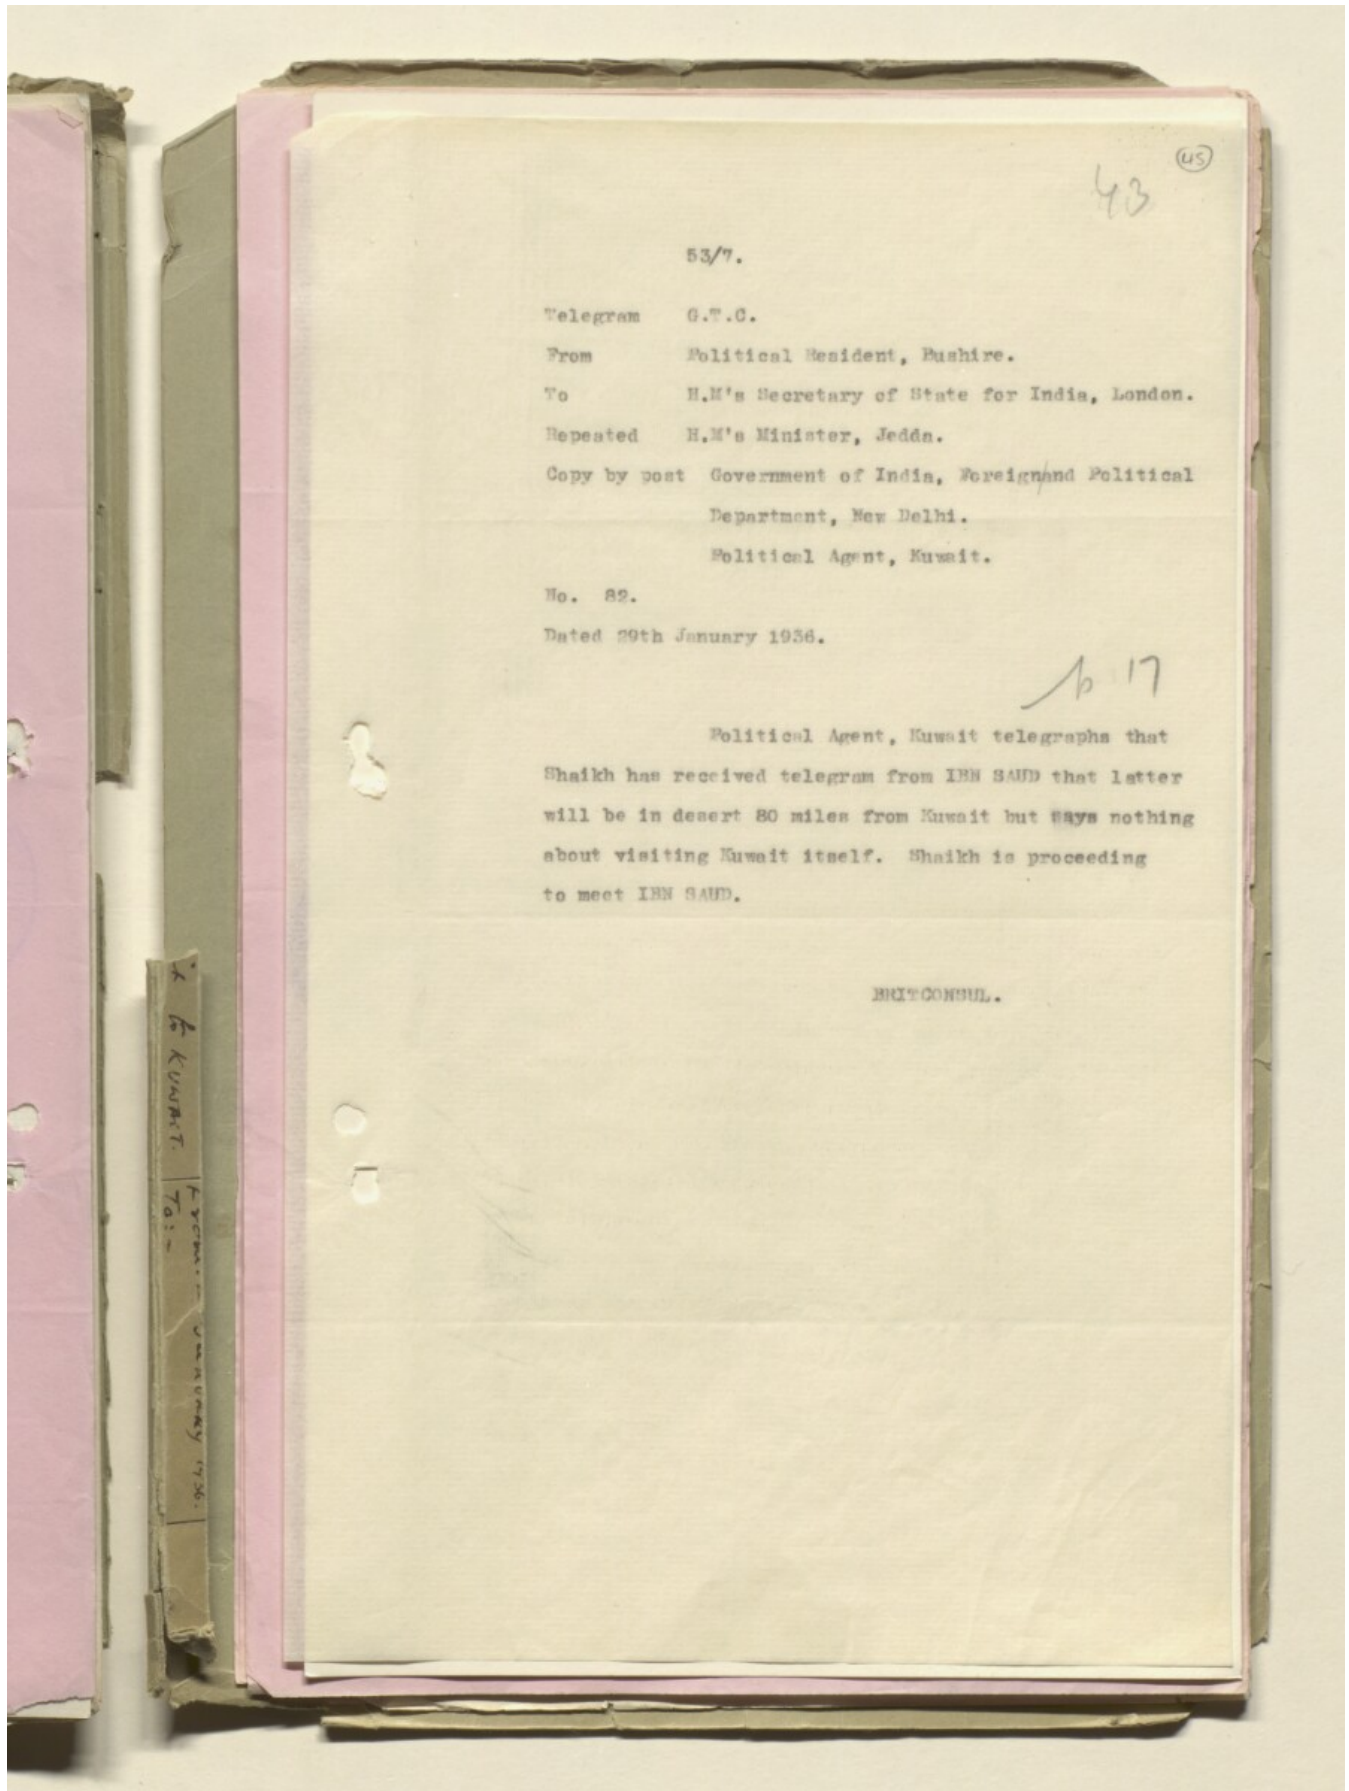 45
43
53/7.
Telegram G.T.C.
From Political Resident, Bushire.
To H.M's Secretary of State for India, London.
Repeated H.M's Minister, Jedda.
Copy by post Government of India, Foreign/and Political
Department, New Delhi.
Political Agent, Kuwait.
No. 82.
Dated 29th January 1936.
p 17
Political Agent, Kuwait telegraphs that
Shaikh has received telegram from IBN SAUD that latter
will be in desert 80 miles from Kuwait but says nothing
about visiting Kuwait itself. Shaikh is proceeding
to meet IBN SAUD.
BRITCONSUL.
to KUWAIT.
From:- January 1936.
To:-